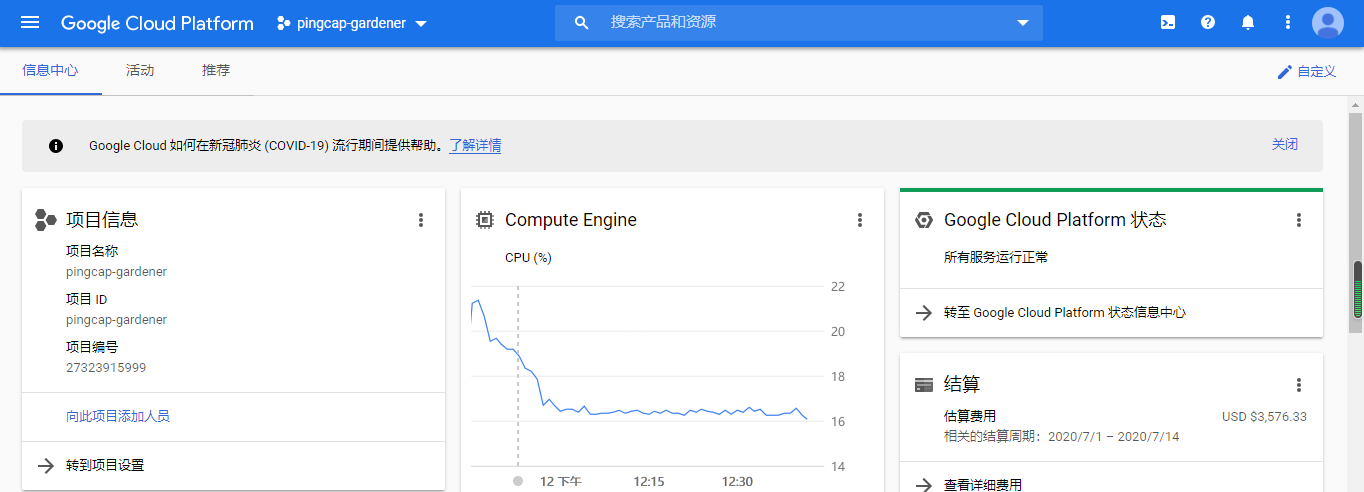 Google Cloud Platform
pingcap-gardener
搜索产品和资源
信息中心
活动
推荐
自定义
Google Cloud 如何在新冠肺炎 (COVID-19) 流行期间提供帮助。了解详情
关闭
项目信息
项目名称
pingcap-gardener
项目 ID
pingcap-gardener
项目编号
27323915999
向此项目添加人员
转到项目设置
Compute Engine
CPU (%)
22
20
18
16
14
12 下午
12:15
12:30
Google Cloud Platform 状态
所有服务运行正常
转至 Google Cloud Platform 状态信息中心
结算
估算费用
USD $3,576.33
相关的结算周期：2020/7/1 – 2020/7/14
查看详细费用